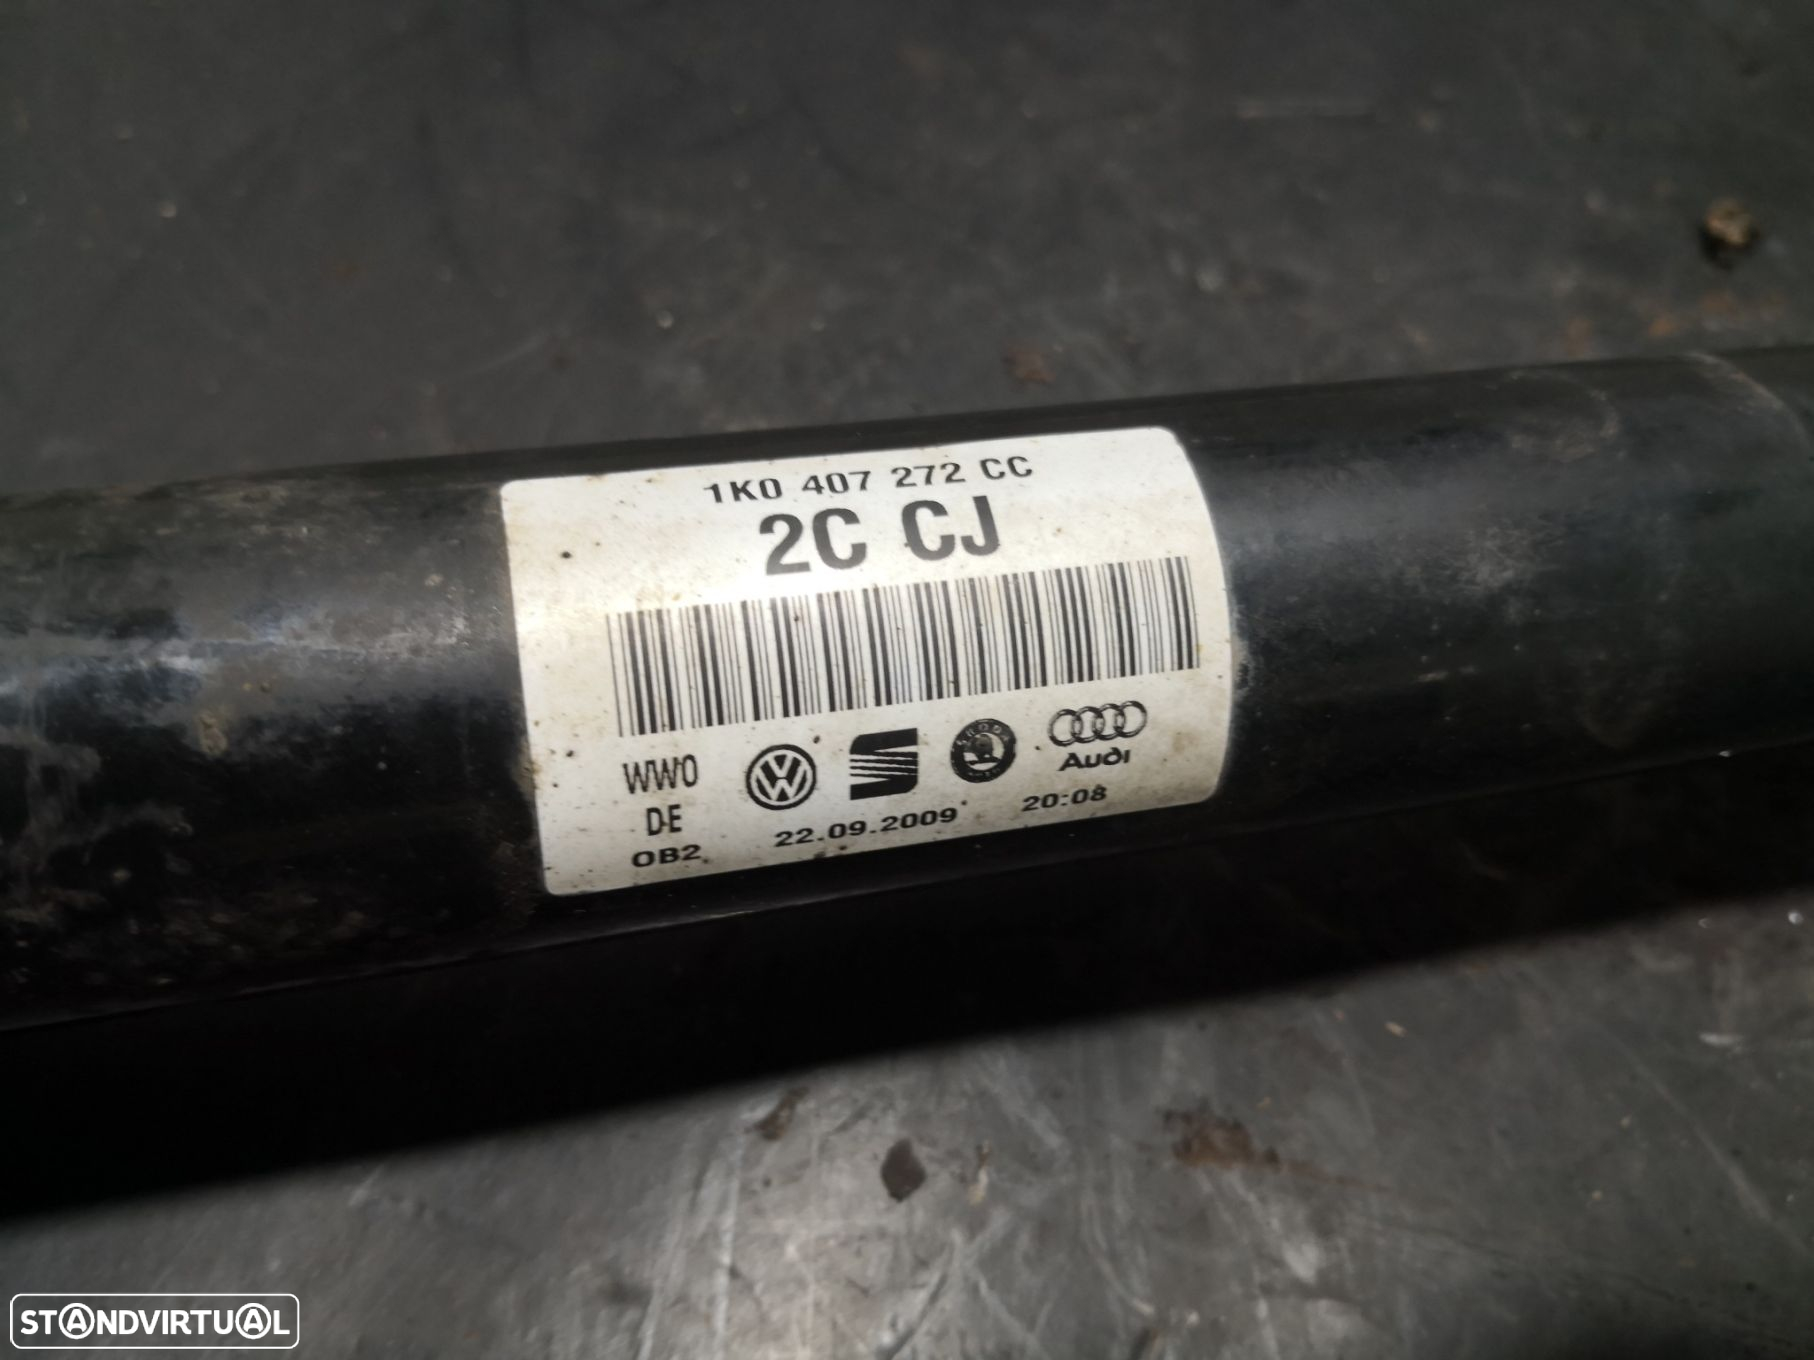 1K0 407 272 CC
2C CJ
WW0
DE
OB2
Audi
22.09.2009 20:08
STANDVIRTUAL